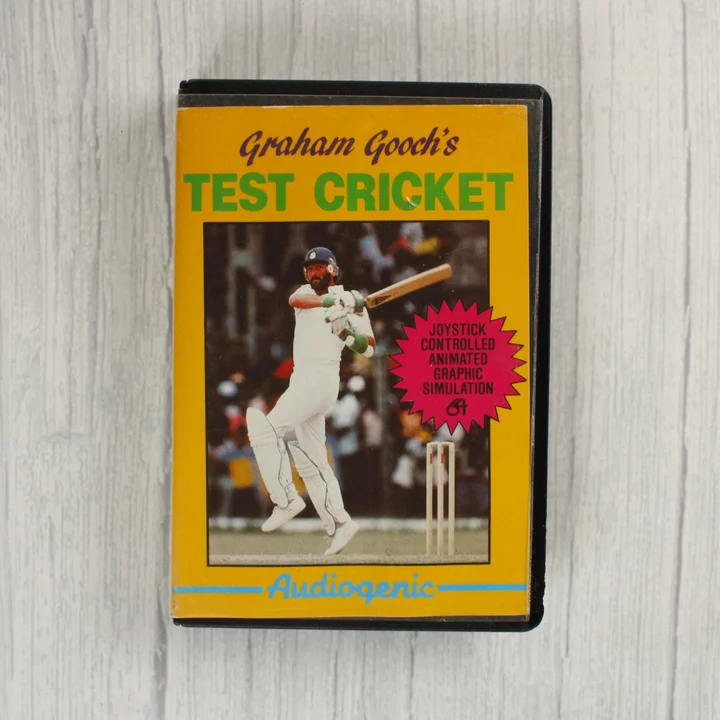 Graham Gooch's
TEST CRICKET
JOYSTICK
CONTROLLED
ANIMATED
GRAPHIC
SIMULATION
64
Audiogenic